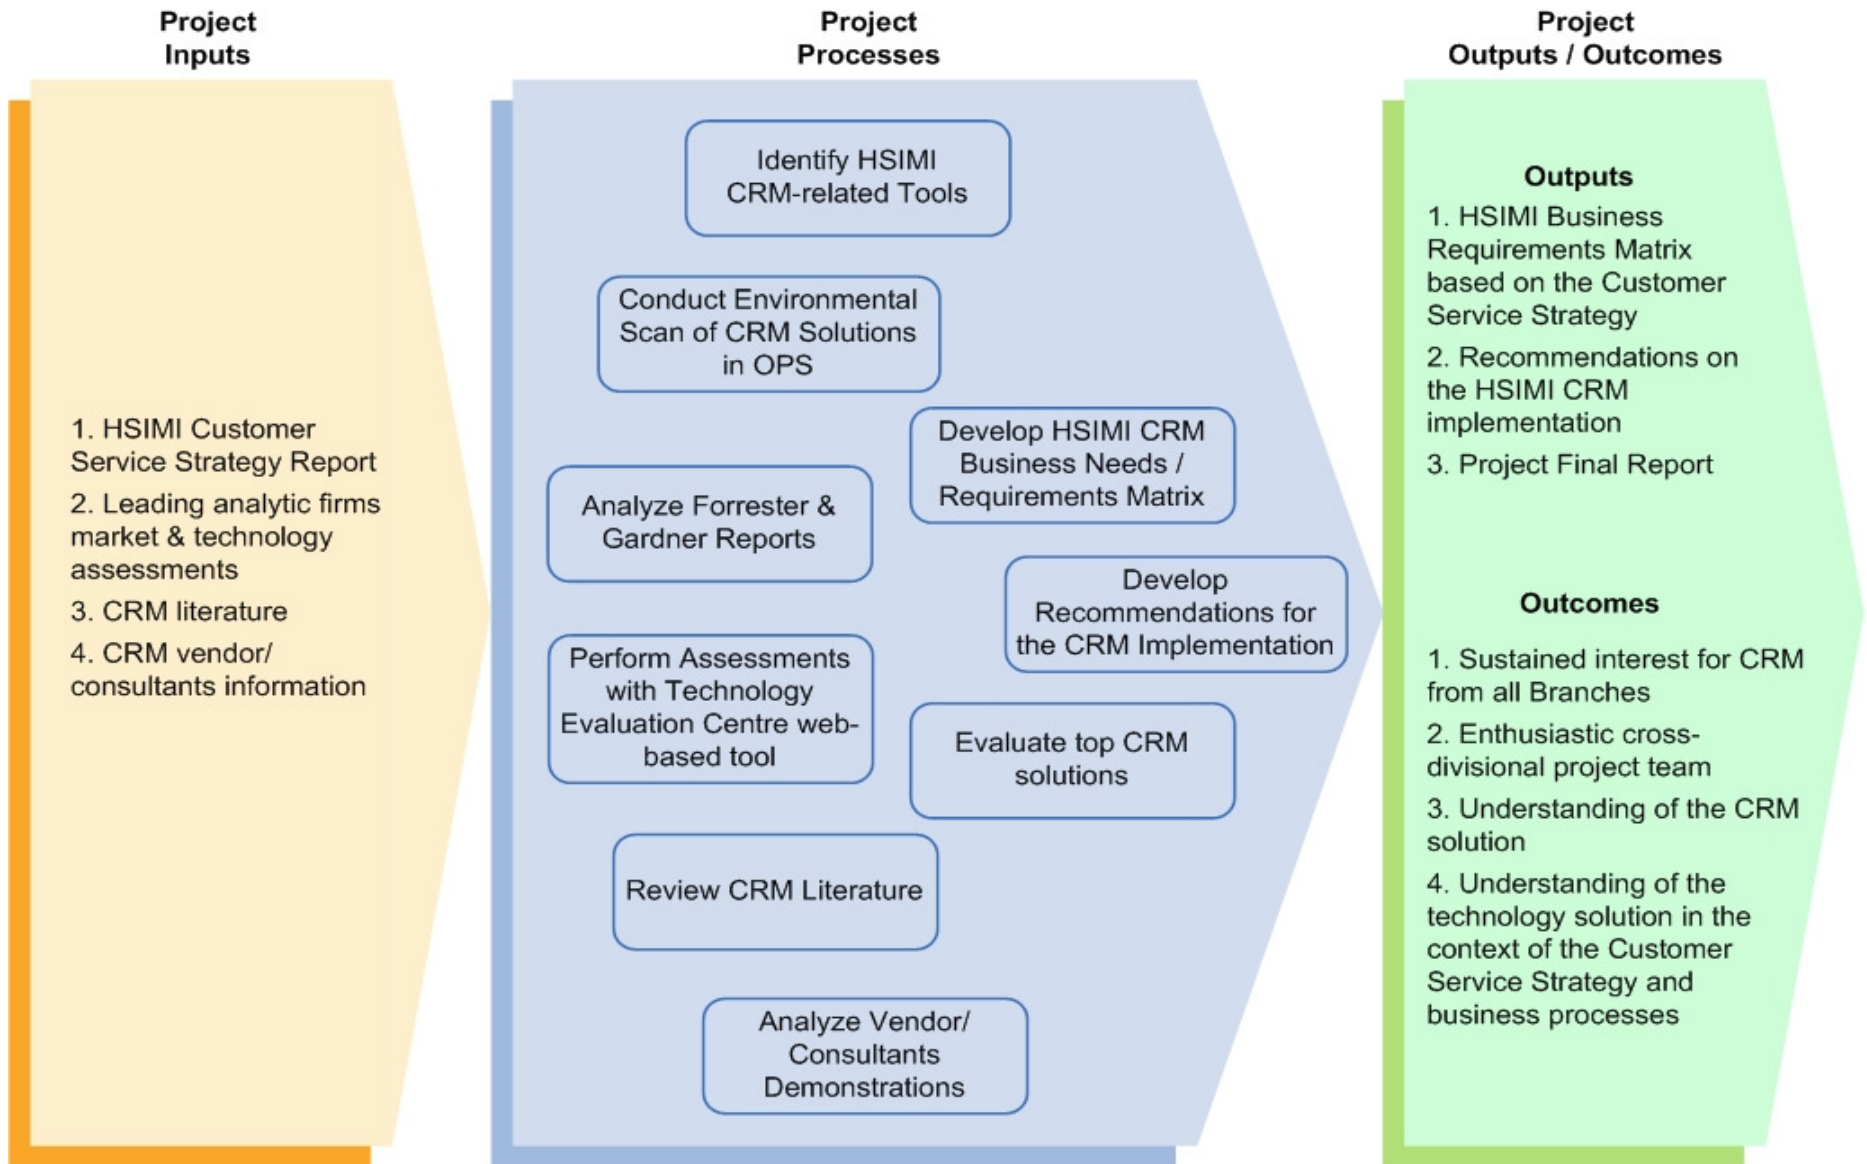 Project
Inputs
1. HSIMI Customer
Service Strategy Report
2. Leading analytic firms
market & technology
assessments
3. CRM literature
4. CRM vendor/
consultants information
Project
Processes
Identify HSIMI
CRM-related Tools
Conduct Environmental
Scan of CRM Solutions
in OPS
Develop HSIMI CRM
Business Needs /
Requirements Matrix
Analyze Forrester &
Gardner Reports
Develop
Recommendations for
the CRM Implementation
Perform Assessments
with Technology
Evaluation Centre web-
based tool
Evaluate top CRM
solutions
Review CRM Literature
Analyze Vendor/
Consultants
Demonstrations
Project
Outputs / Outcomes
Outputs
1. HSIMI Business
Requirements Matrix
based on the Customer
Service Strategy
2. Recommendations on
the HSIMI CRM
implementation
3. Project Final Report
Outcomes
1. Sustained interest for CRM
from all Branches
2. Enthusiastic cross-
divisional project team
3. Understanding of the CRM
solution
4. Understanding of the
technology solution in the
context of the Customer
Service Strategy and
business processes